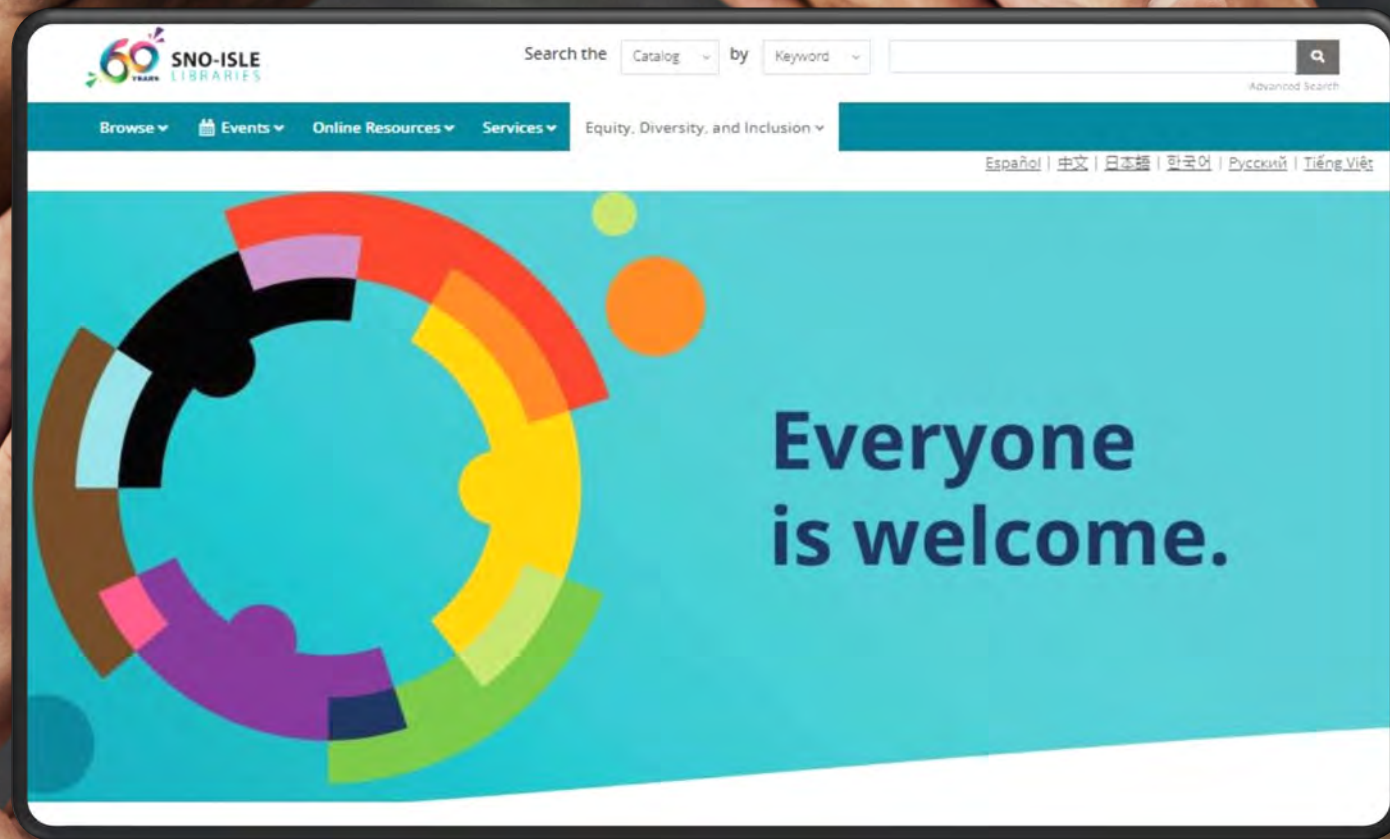 60 YEARS SNO-ISLE LIBRARIES
Search the Catalog by Keyword
Advanced Search
Browse Events Online Resources Services Equity, Diversity, and Inclusion
Español | 中文 | 日本語 | 한국어 | Русский | Tiếng Việt
Everyone
is welcome.